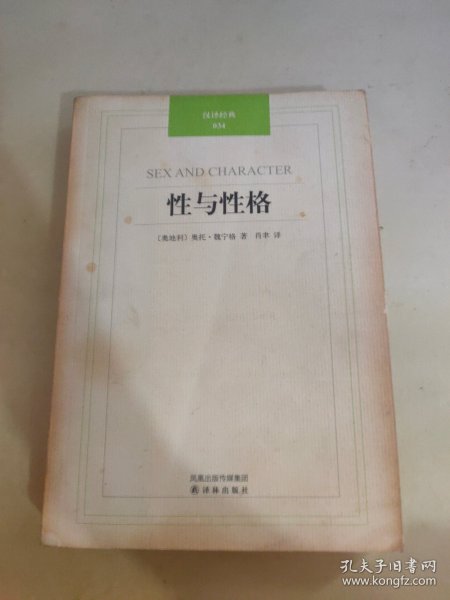 汉译经典
034
SEX AND CHARACTER
性与性格
〔奥地利〕奥托·魏宁格 著 肖聿 译
凤凰出版传媒集团
译林出版社
孔夫子旧书网
www.kongfz.com